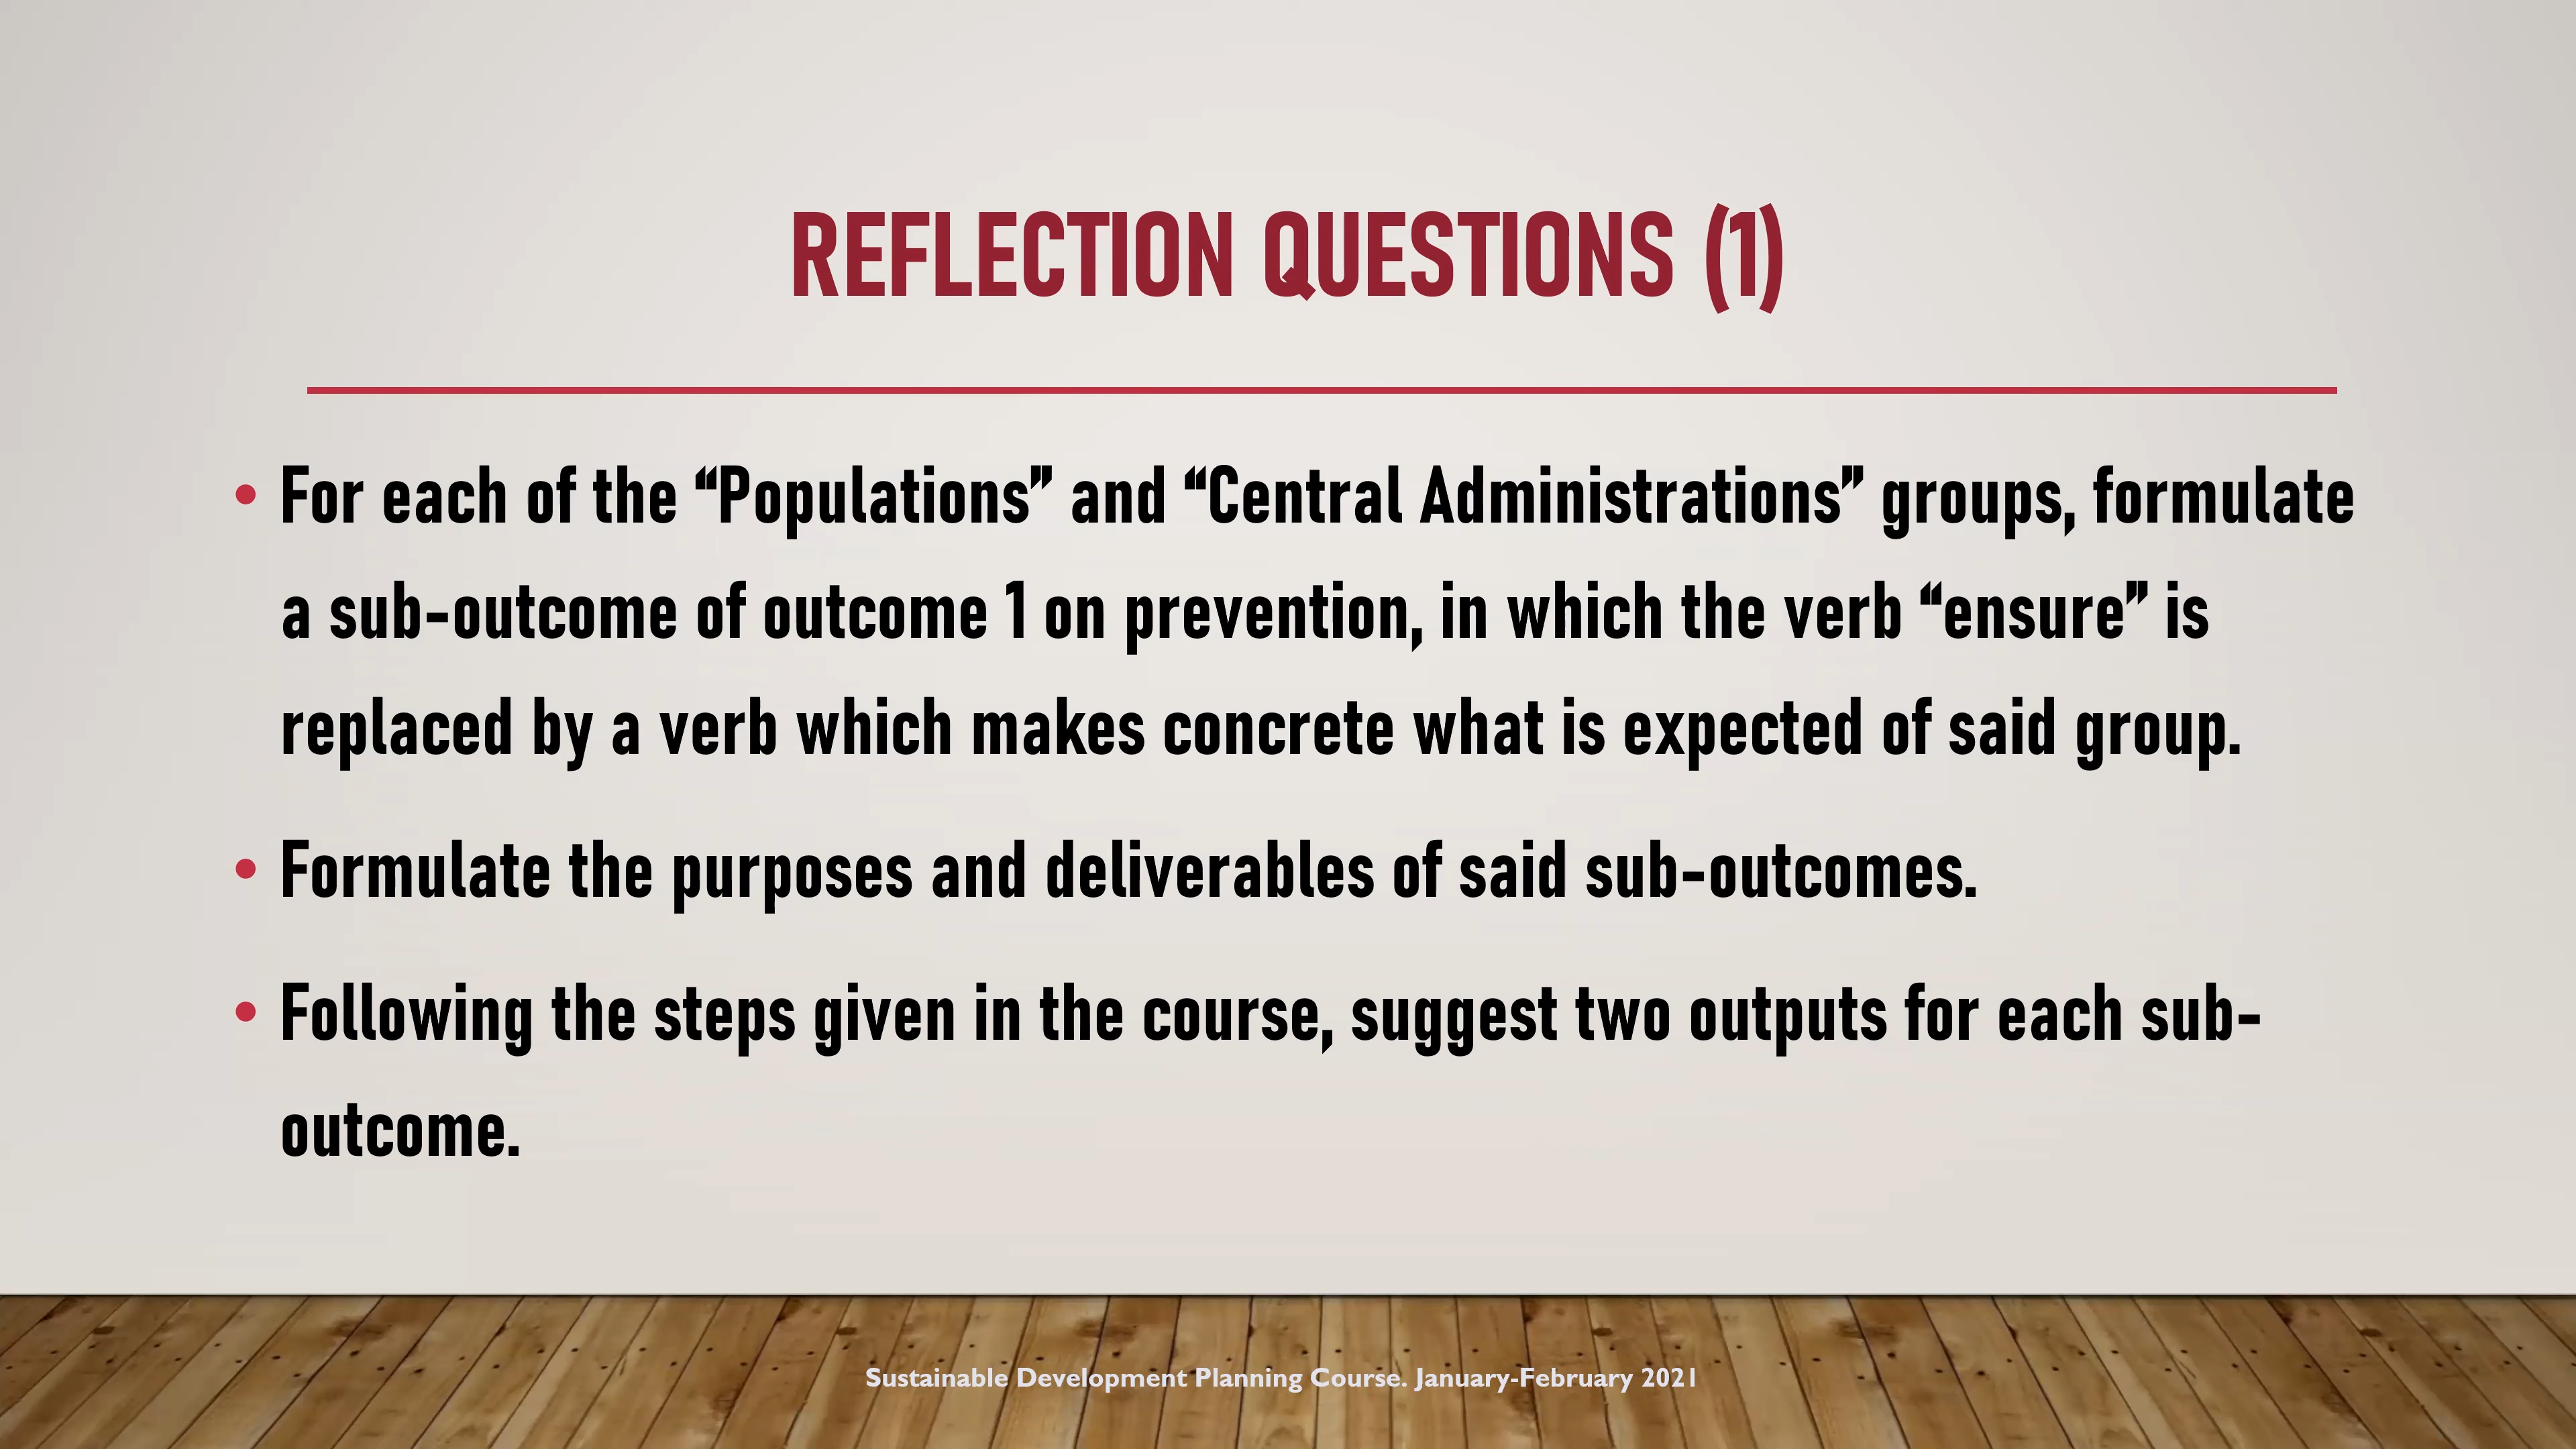 REFLECTION QUESTIONS (1)
• For each of the “Populations” and “Central Administrations” groups, formulate
a sub-outcome of outcome 1 on prevention, in which the verb “ensure” is
replaced by a verb which makes concrete what is expected of said group.
• Formulate the purposes and deliverables of said sub-outcomes.
• Following the steps given in the course, suggest two outputs for each sub-
outcome.
Sustainable Development Planning Course. January-February 2021